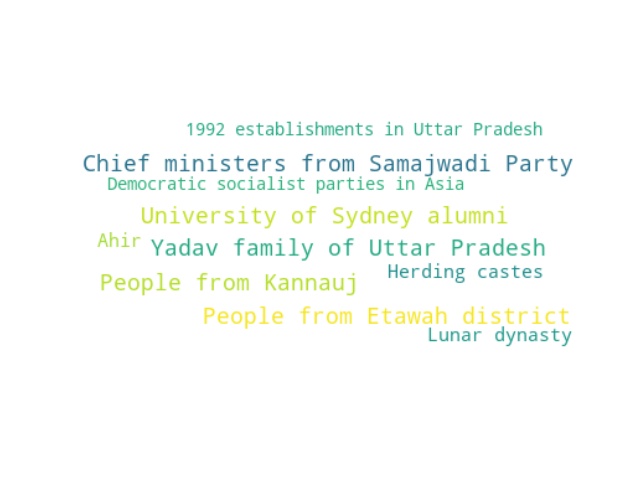 1992 establishments in Uttar Pradesh
Chief ministers from Samajwadi Party
Democratic socialist parties in Asia
University of Sydney alumni
Ahir
Yadav family of Uttar Pradesh
Herding castes
People from Kannauj
People from Etawah district
Lunar dynasty